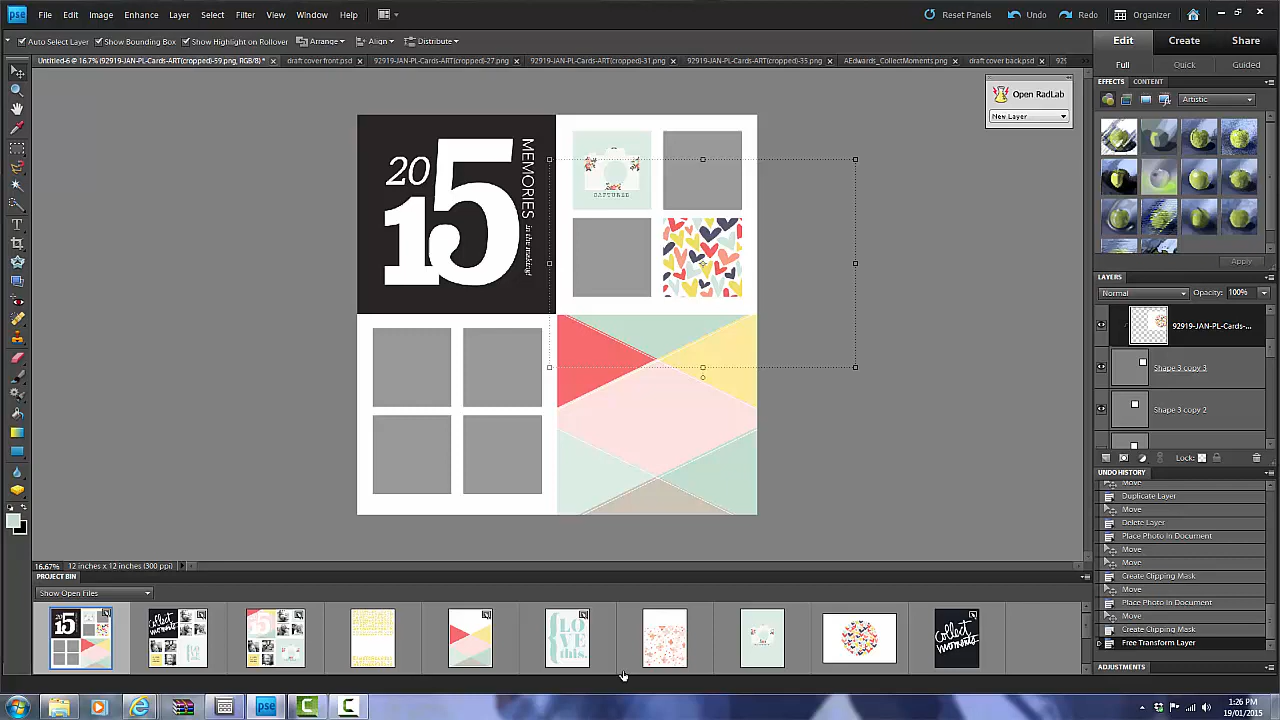 pse File Edit Image Enhance Layer Select Filter View Window Help Reset Panels Undo Redo Organizer
Auto Select Layer Show Bounding Box Show Highlight on Rollover Arrange Align Distribute Edit Create Share
Untitled-6 @ 16.7% (92919-JAN-PL-Cards-ART(cropped)-59.png, RGB/8) * draft cover front.psd 92919-JAN-PL-Cards-ART(cropped)-27.png 92919-JAN-PL-Cards-ART(cropped)-31.png 92919-JAN-PL-Cards-ART(cropped)-35.png AEdwards_CollectMoments.png draft cover back.psd 925
Full Quick Guided
EFFECTS CONTENT
Open RadLab
Artistic
New Layer
2015
MEMORIES in the making!
CAPTURED
Apply
LAYERS
Normal Opacity: 100%
92919-JAN-PL-Cards-...
Shape 3 copy 3
Shape 3 copy 2
Lock:
UNDO HISTORY
Move
Duplicate Layer
Move
Delete Layer
Place Photo In Document
Move
Move
Create Clipping Mask
Move
Place Photo In Document
Move
Create Clipping Mask
Free Transform Layer
16.67% 12 inches x 12 inches (300 ppi)
PROJECT BIN
Show Open Files
2015
Collect moments
LOVE this.
Collect moments
ADJUSTMENTS
pse
1:26 PM
19/01/2015